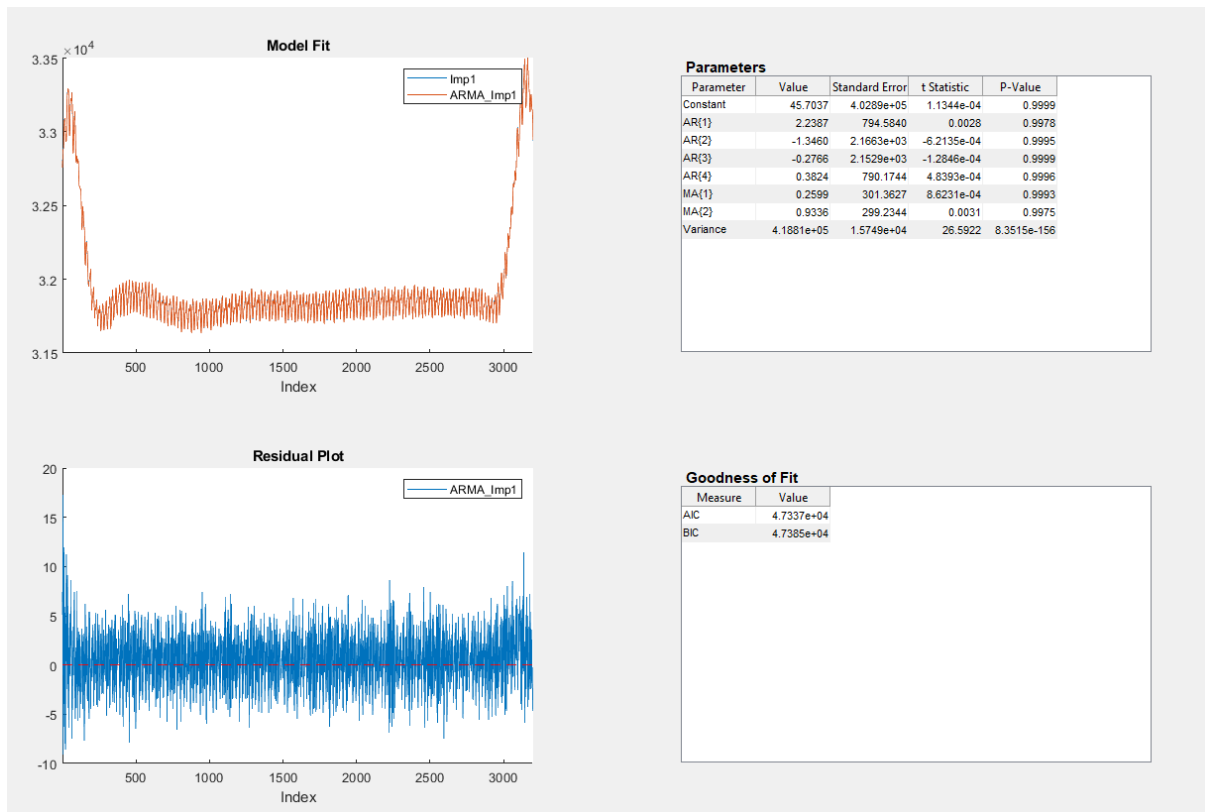 Model Fit
×10^4
3.35
3.3
3.25
3.2
3.15
500 1000 1500 2000 2500 3000
Index
Imp1
ARMA_Imp1
Parameters
Parameter Value Standard Error t Statistic P-Value
Constant 45.7037 4.0289e+05 1.1344e-04 0.9999
AR{1} 2.2387 794.5840 0.0028 0.9978
AR{2} -1.3460 2.1663e+03 -6.2135e-04 0.9995
AR{3} -0.2766 2.1529e+03 -1.2846e-04 0.9999
AR{4} 0.3824 790.1744 4.8393e-04 0.9996
MA{1} 0.2599 301.3627 8.6231e-04 0.9993
MA{2} 0.9336 299.2344 0.0031 0.9975
Variance 4.1881e+05 1.5749e+04 26.5922 8.3515e-156
Residual Plot
20
15
10
5
0
-5
-10
500 1000 1500 2000 2500 3000
Index
ARMA_Imp1
Goodness of Fit
Measure Value
AIC 4.7337e+04
BIC 4.7385e+04